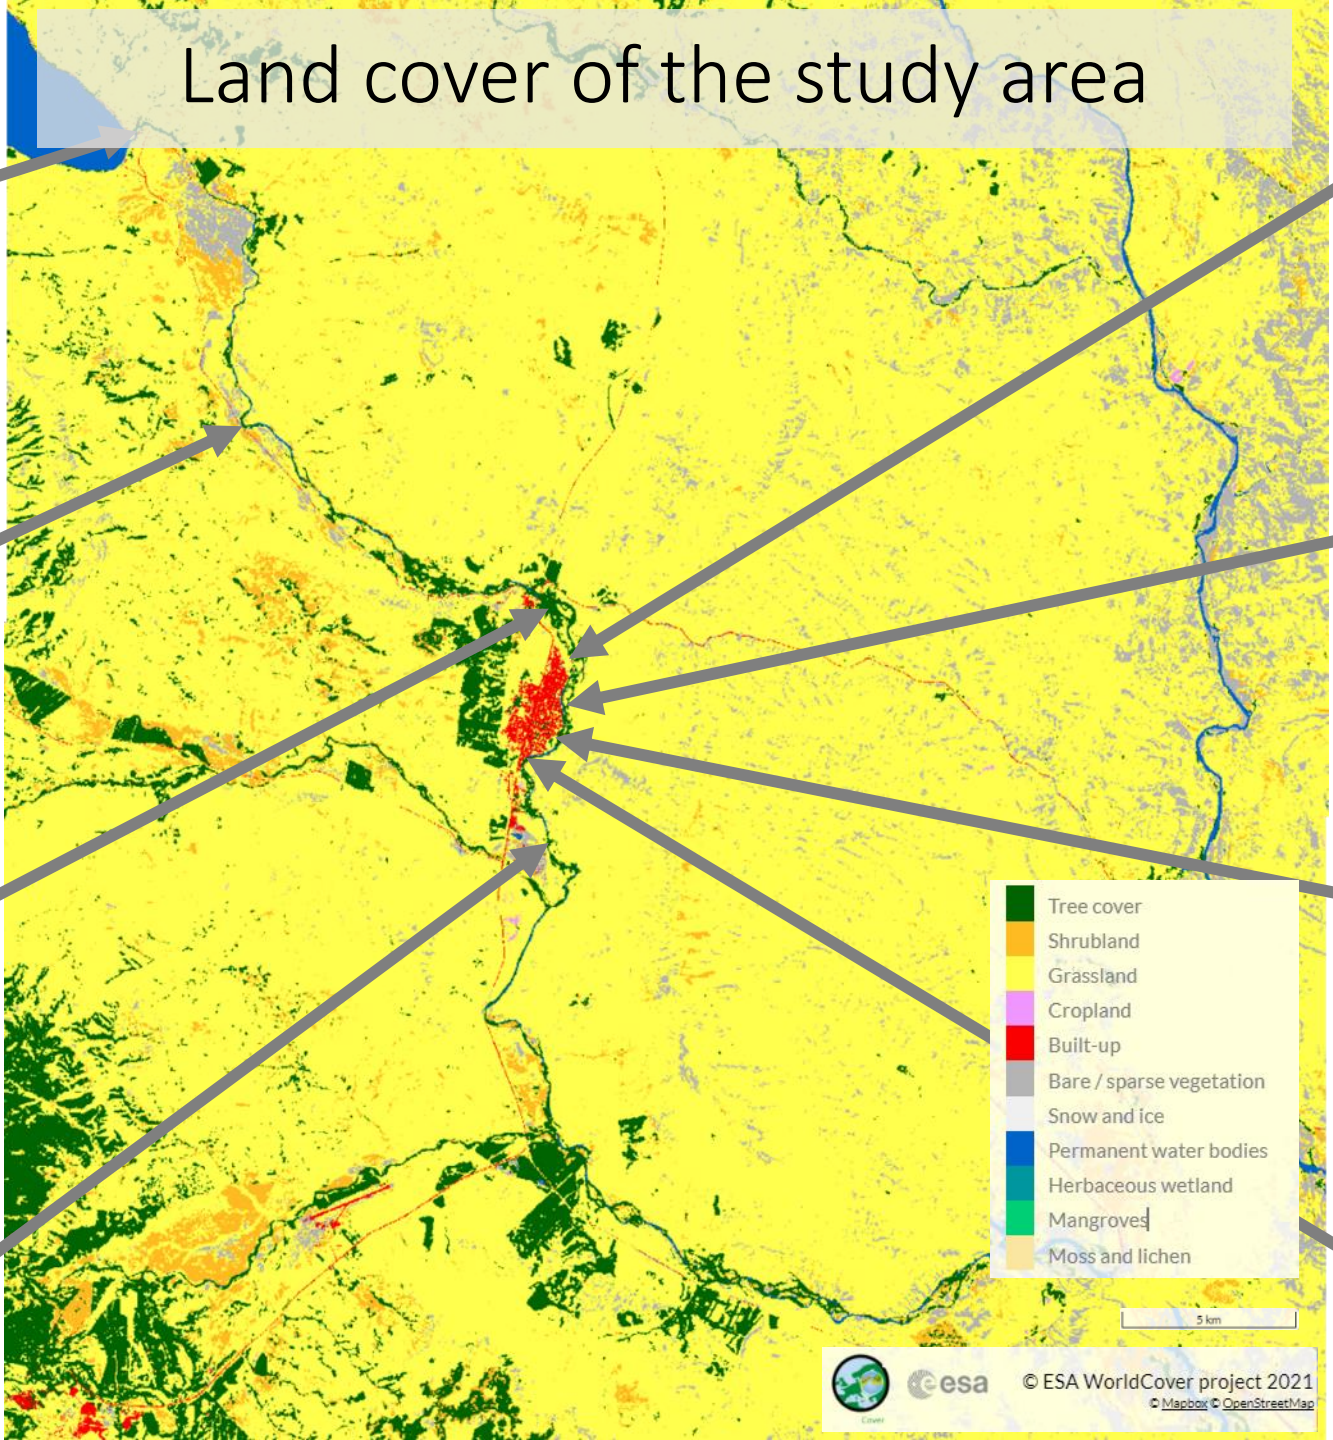 Land cover of the study area
Tree cover
Shrubland
Grassland
Cropland
Built-up
Bare / sparse vegetation
Snow and ice
Permanent water bodies
Herbaceous wetland
Mangroves
Moss and lichen
5 km
Cover
esa
© ESA WorldCover project 2021
© Mapbox © OpenStreetMap